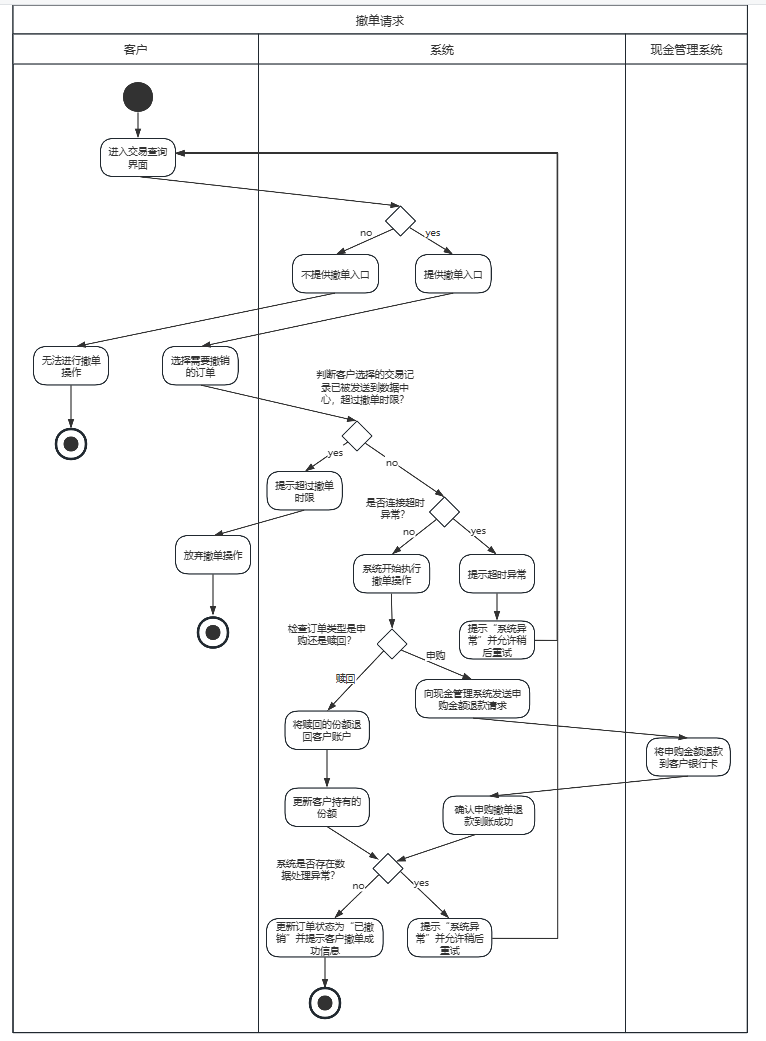 撤单请求
客户
系统
现金管理系统
进入交易查询
界面
no
yes
不提供撤单入口
提供撤单入口
无法进行撤单
操作
选择需要撤销
的订单
判断客户选择的交易记
录已被发送到数据中
心，超过撤单时限？
yes
no
提示超过撤单
时限
是否连接超时
异常？
no
yes
放弃撤单操作
系统开始执行
撤单操作
提示超时异常
检查订单类型是申
购还是赎回？
提示“系统异
常”并允许稍
后重试
申购
赎回
向现金管理系统发送申
购金额退款请求
将赎回的份额退
回客户账户
将申购金额退款
到客户银行卡
更新客户持有的
份额
确认申购撤单退
款到账成功
系统是否存在数
据处理异常？
no
yes
更新订单状态为“已撤
销”并提示客户撤单成
功信息
提示“系统异
常”并允许稍后
重试